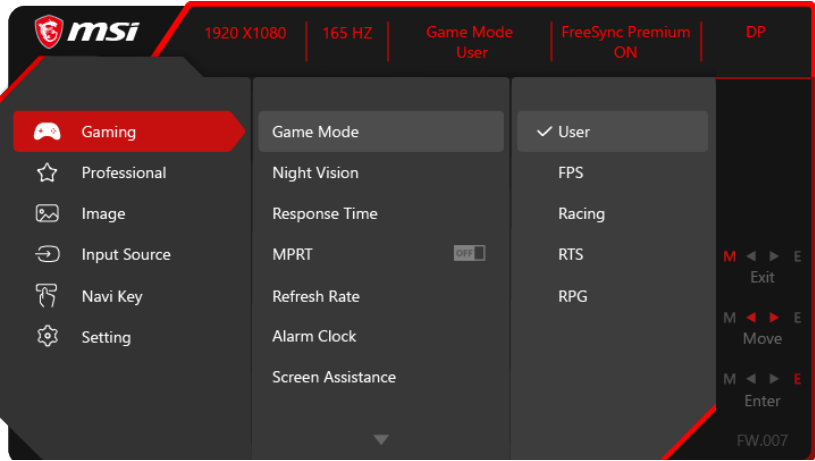 msi
1920 X1080
165 HZ
Game Mode
User
FreeSync Premium
ON
DP
Gaming
Professional
Image
Input Source
Navi Key
Setting
Game Mode
Night Vision
Response Time
MPRT
OFF
Refresh Rate
Alarm Clock
Screen Assistance
User
FPS
Racing
RTS
RPG
M ◄ ► E
Exit
M ◄ ► E
Move
M ◄ ► E
Enter
FW.007